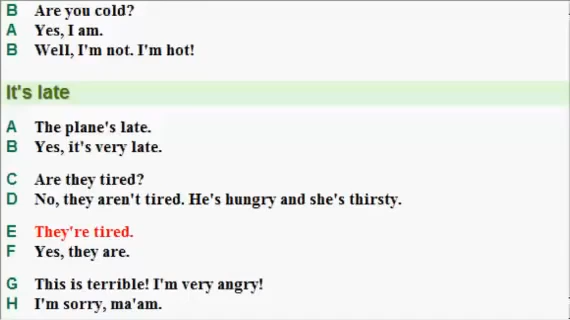 B Are you cold?
A Yes, I am.
B Well, I'm not. I'm hot!
It's late
A The plane's late.
B Yes, it's very late.
C Are they tired?
D No, they aren't tired. He's hungry and she's thirsty.
E They're tired.
F Yes, they are.
G This is terrible! I'm very angry!
H I'm sorry, ma'am.